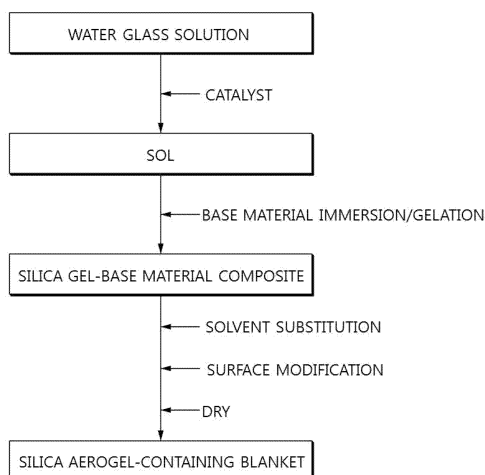 WATER GLASS SOLUTION
CATALYST
SOL
BASE MATERIAL IMMERSION/GELATION
SILICA GEL-BASE MATERIAL COMPOSITE
SOLVENT SUBSTITUTION
SURFACE MODIFICATION
DRY
SILICA AEROGEL-CONTAINING BLANKET